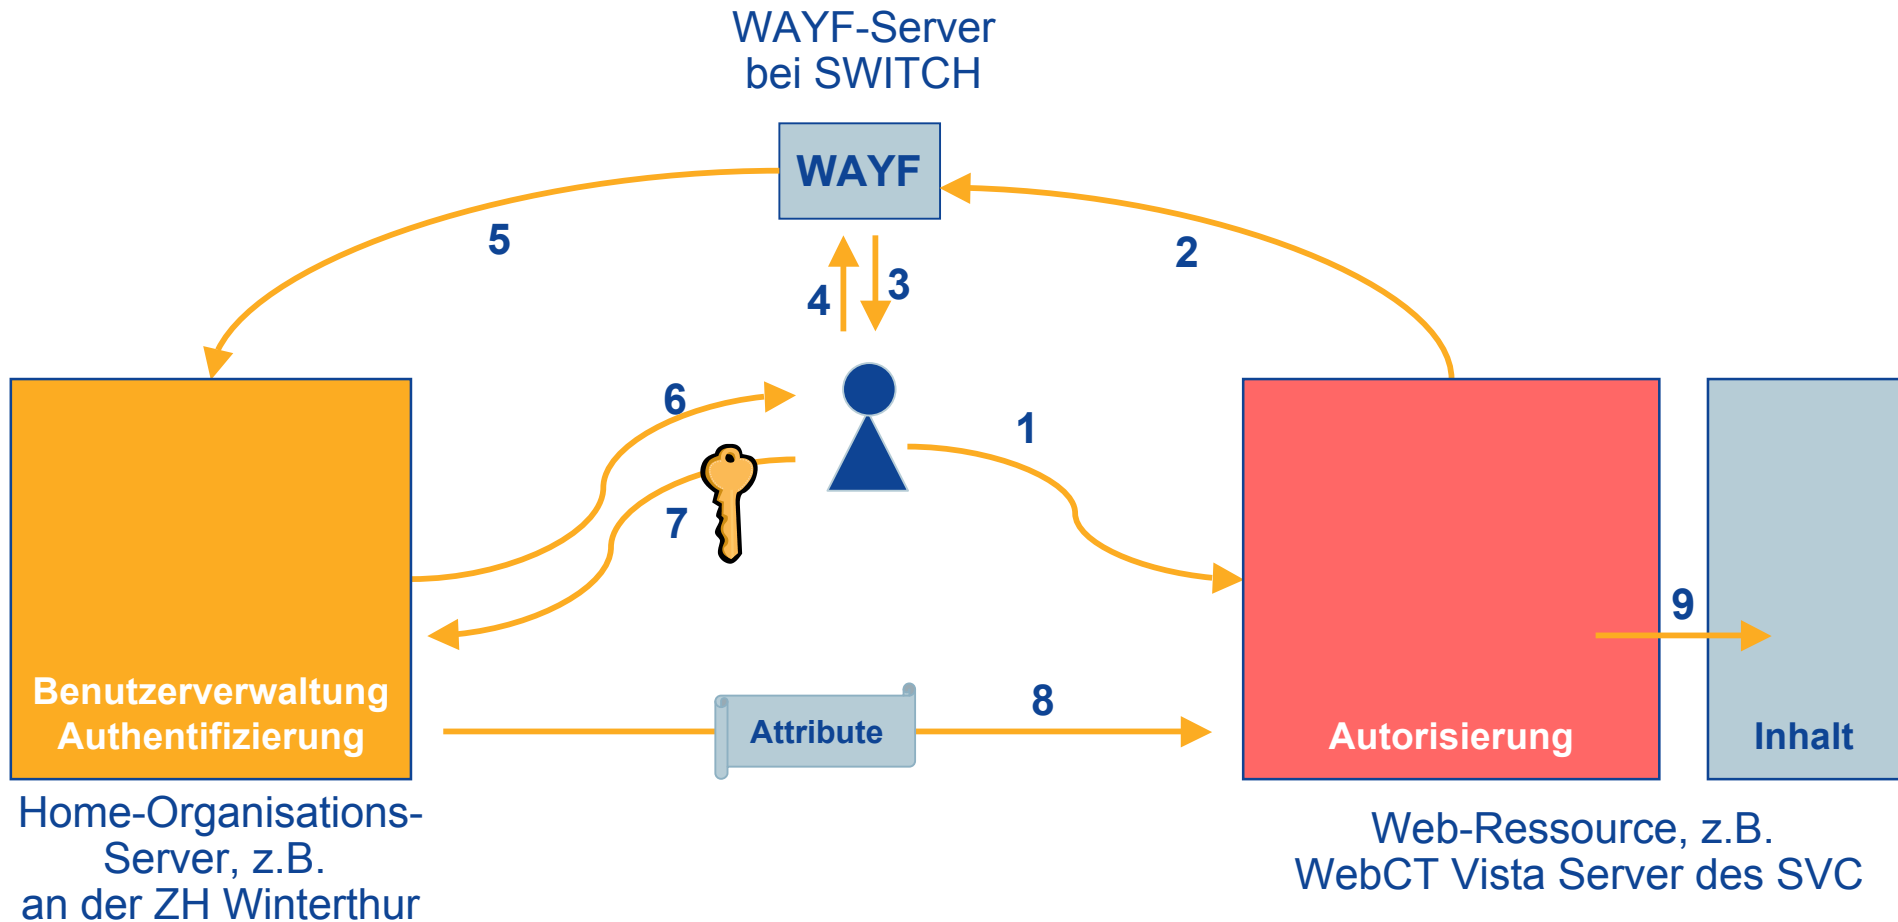 WAYF-Server
bei SWITCH
WAYF
5
2
4
3
6
1
7
9
8
Benutzerverwaltung
Authentifizierung
Attribute
Autorisierung
Inhalt
Home-Organisations-
Server, z.B.
an der ZH Winterthur
Web-Ressource, z.B.
WebCT Vista Server des SVC